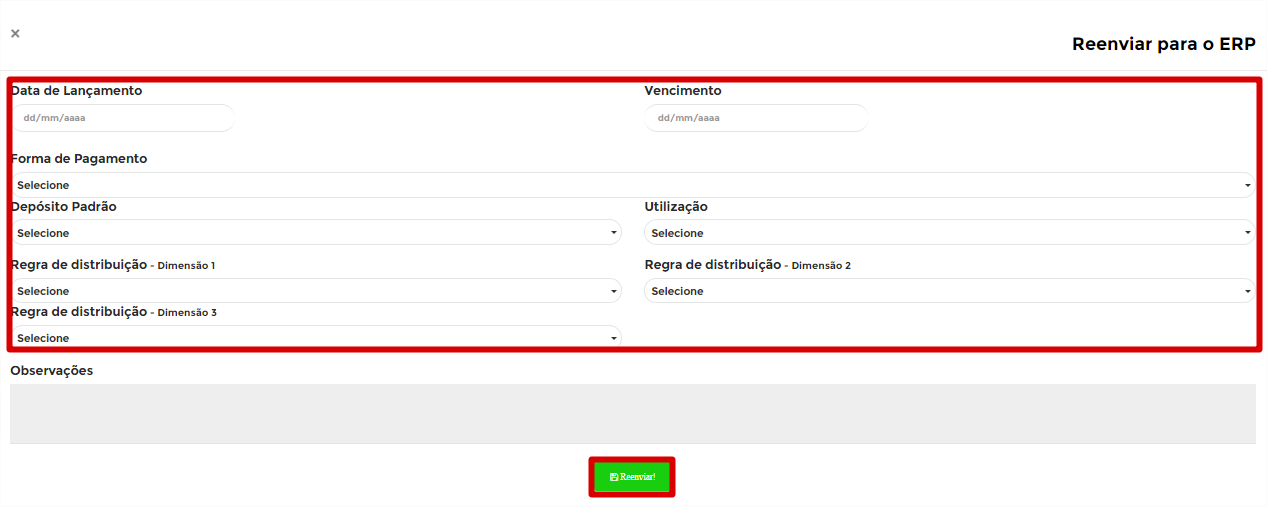 ×
Reenviar para o ERP
Data de Lançamento Vencimento
dd/mm/aaaa dd/mm/aaaa
Forma de Pagamento
Selecione
Depósito Padrão Utilização
Selecione Selecione
Regra de distribuição - Dimensão 1 Regra de distribuição - Dimensão 2
Selecione Selecione
Regra de distribuição - Dimensão 3
Selecione
Observações
Reenviar!